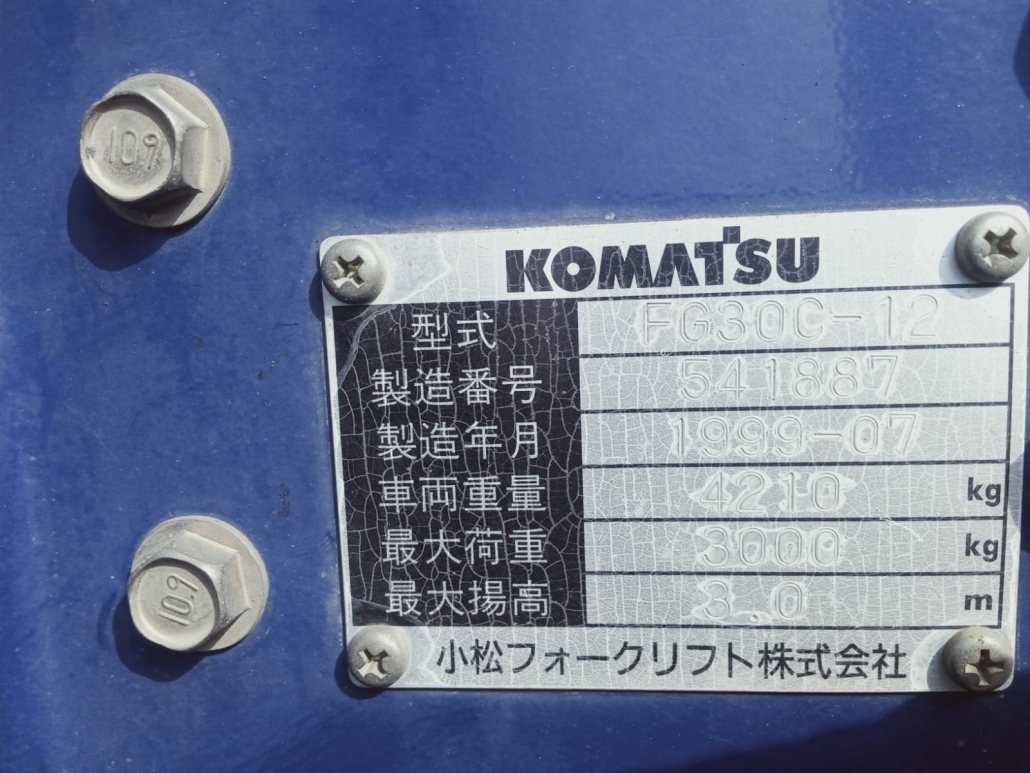 10.9
KOMATSU
型式 FG30C-12
製造番号 541887
製造年月 1999-07
車両重量 4210 kg
最大荷重 3000 kg
最大揚高 3.0 m
10.9
小松フォークリフト株式会社